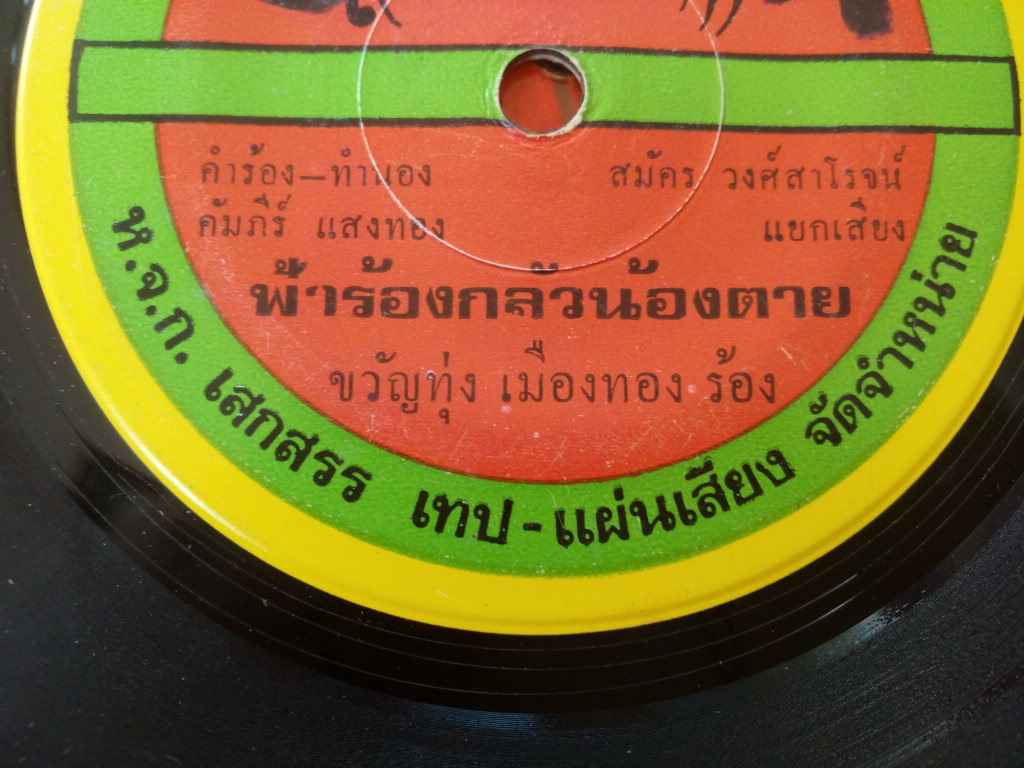 คำร้อง–ทำนอง
คัมภีร์ แสงทอง
สมัคร วงศ์สาโรจน์
แยกเสียง
ฟ้าร้องกลัวน้องตาย
ขวัญทุ่ง เมืองทอง ร้อง
ห.จ.ก. เสกสรร เทป-แผ่นเสียง จัดจำหน่าย